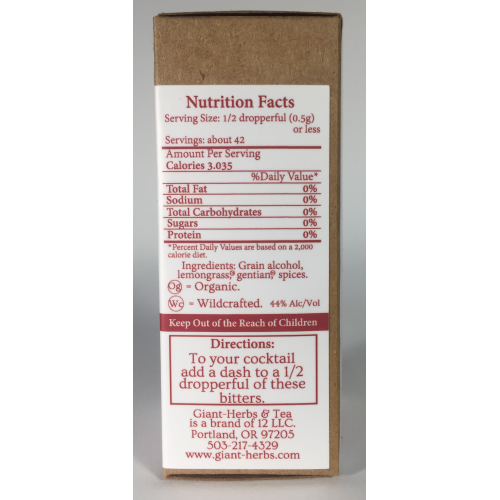 Nutrition Facts
Serving Size: 1/2 dropperful (0.5g)
or less
Servings: about 42
Amount Per Serving
Calories 3.035
%Daily Value*
Total Fat 0%
Sodium 0%
Total Carbohydrates 0%
Sugars 0%
Protein 0%
*Percent Daily Values are based on a 2,000
calorie diet.
Ingredients: Grain alcohol,
lemongrass, gentian, spices.
Og = Organic.
Wc = Wildcrafted. 44% Alc/Vol
Keep Out of the Reach of Children
Directions:
To your cocktail
add a dash to a 1/2
dropperful of these
bitters.
Giant-Herbs & Tea
is a brand of 12 LLC.
Portland, OR 97205
503-217-4329
www.giant-herbs.com